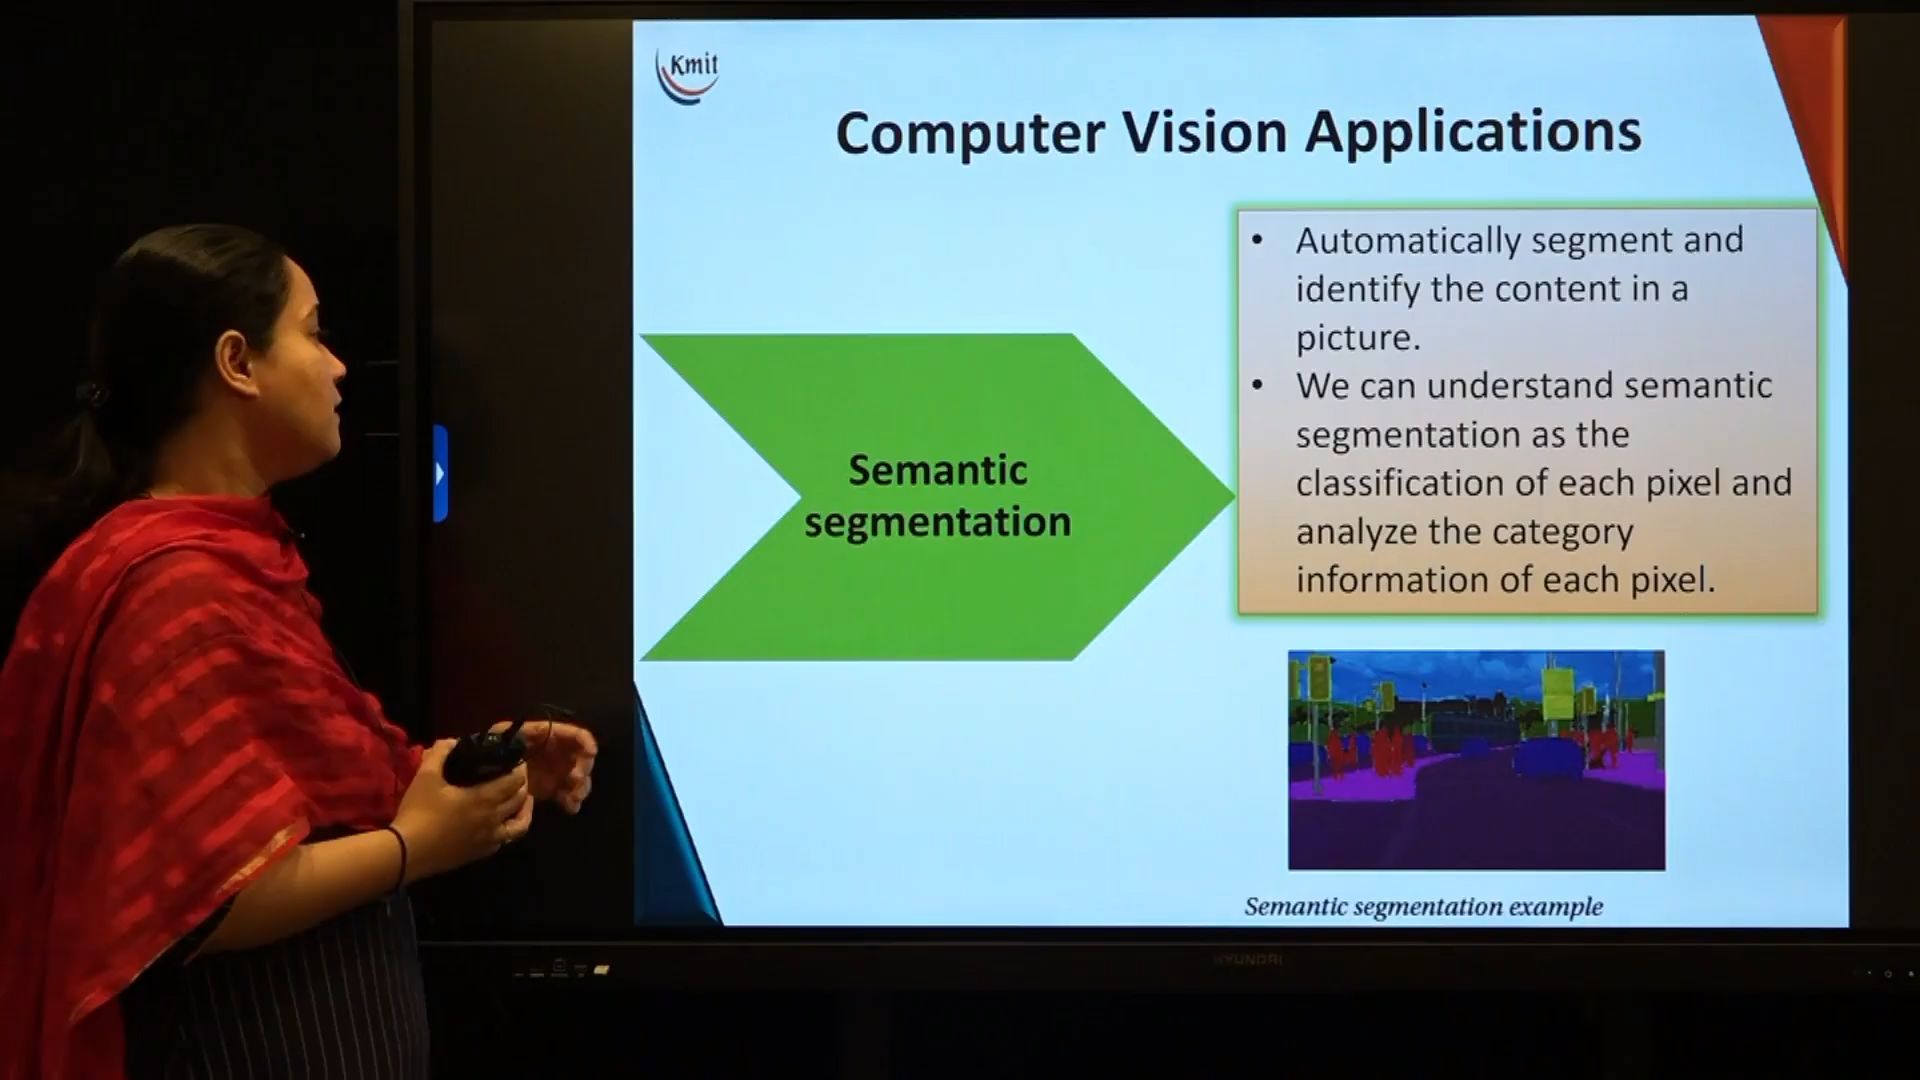 Kmit
Computer Vision Applications
Semantic
segmentation
• Automatically segment and
identify the content in a
picture.
• We can understand semantic
segmentation as the
classification of each pixel and
analyze the category
information of each pixel.
Semantic segmentation example
HYUNDAI